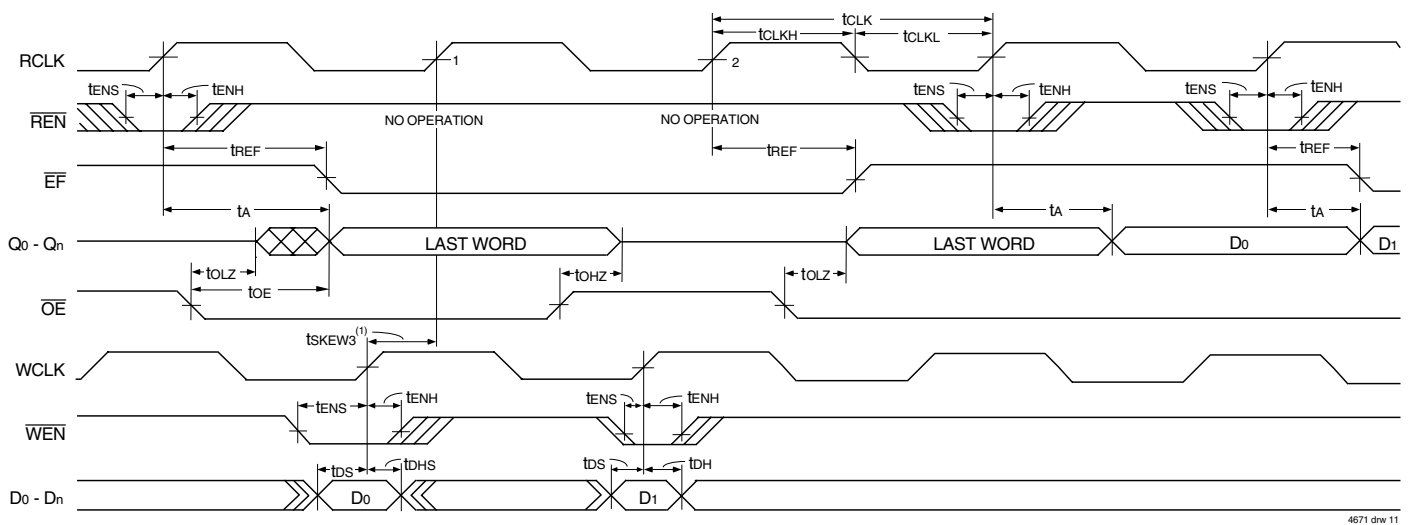 tCLK
tCLKH tCLKL
RCLK 1 2
tENS tENH tENS tENH tENS tENH
REN NO OPERATION NO OPERATION
tREF tREF tREF
EF
tA tA tA
Q0 - Qn LAST WORD LAST WORD D0 D1
tOLZ tOHZ tOLZ
tOE
OE
tSKEW3(1)
WCLK
tENS tENH tENS tENH
WEN
tDS tDHS tDS tDH
D0 - Dn D0 D1
4671 drw 11